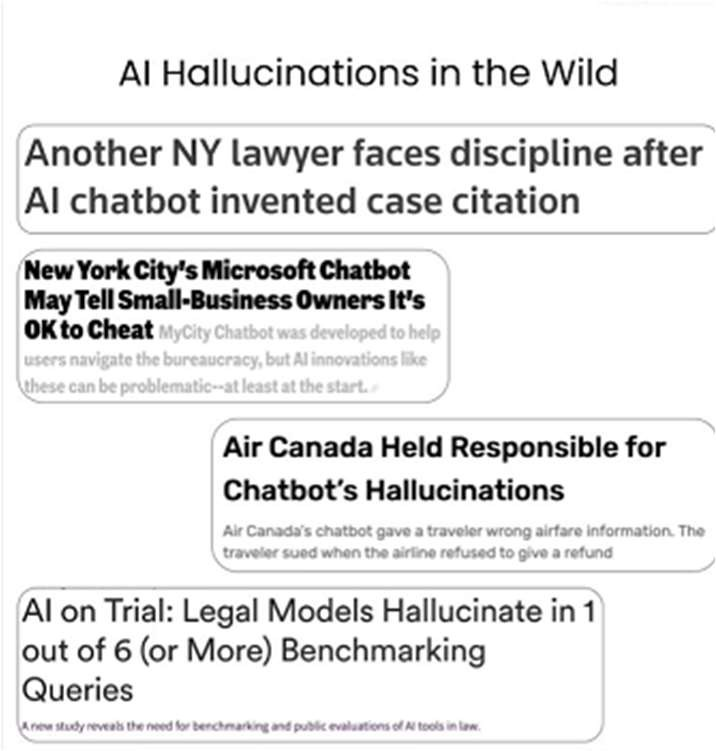 AI Hallucinations in the Wild
Another NY lawyer faces discipline after
AI chatbot invented case citation
New York City's Microsoft Chatbot
May Tell Small-Business Owners It's
OK to Cheat MyCity Chatbot was developed to help
users navigate the bureaucracy, but AI innovations like
these can be problematic--at least at the start.
Air Canada Held Responsible for
Chatbot's Hallucinations
Air Canada's chatbot gave a traveler wrong airfare information. The
traveler sued when the airline refused to give a refund
AI on Trial: Legal Models Hallucinate in 1
out of 6 (or More) Benchmarking
Queries
A new study reveals the need for benchmarking and public evaluations of AI tools in law.